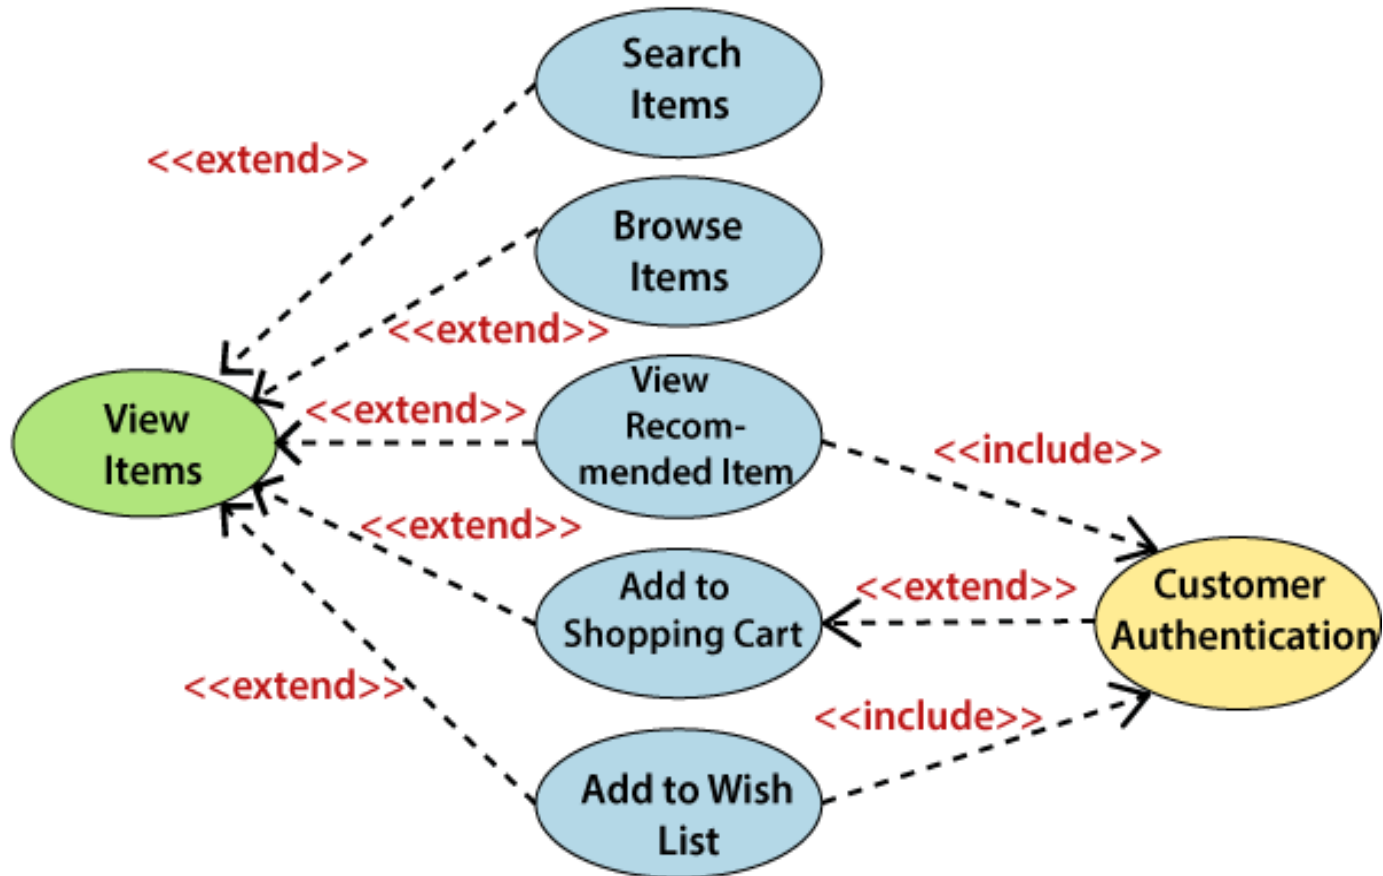 Search
Items
<<extend>>
Browse
Items
<<extend>>
View
Recom-
mended Item
<<extend>>
View
Items
<<include>>
<<extend>>
Add to
Shopping Cart
<<extend>>
Customer
Authentication
<<extend>>
<<include>>
Add to Wish
List